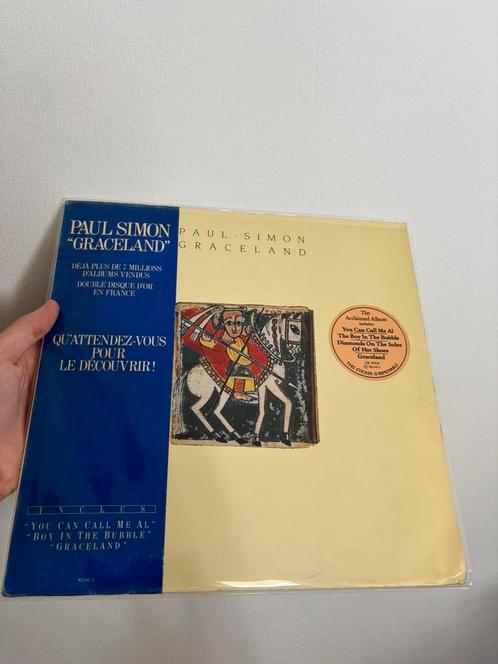 PAUL SIMON
"GRACELAND"
DÉJÀ PLUS DE 7 MILLIONS
D'ALBUMS VENDUS
DOUBLE DISQUE D'OR
EN FRANCE
QU'ATTENDEZ-VOUS
POUR
LE DÉCOUVRIR!
INCLUS
"YOU CAN CALL ME AL"
"BOY IN THE BUBBLE"
"GRACELAND"
PAUL · SIMON
GRACELAND
The
Acclaimed Album
Includes:
You Can Call Me Al
The Boy In The Bubble
Diamonds On The Soles
Of Her Shoes
Graceland
THIS STICKER IS REMOVABLE